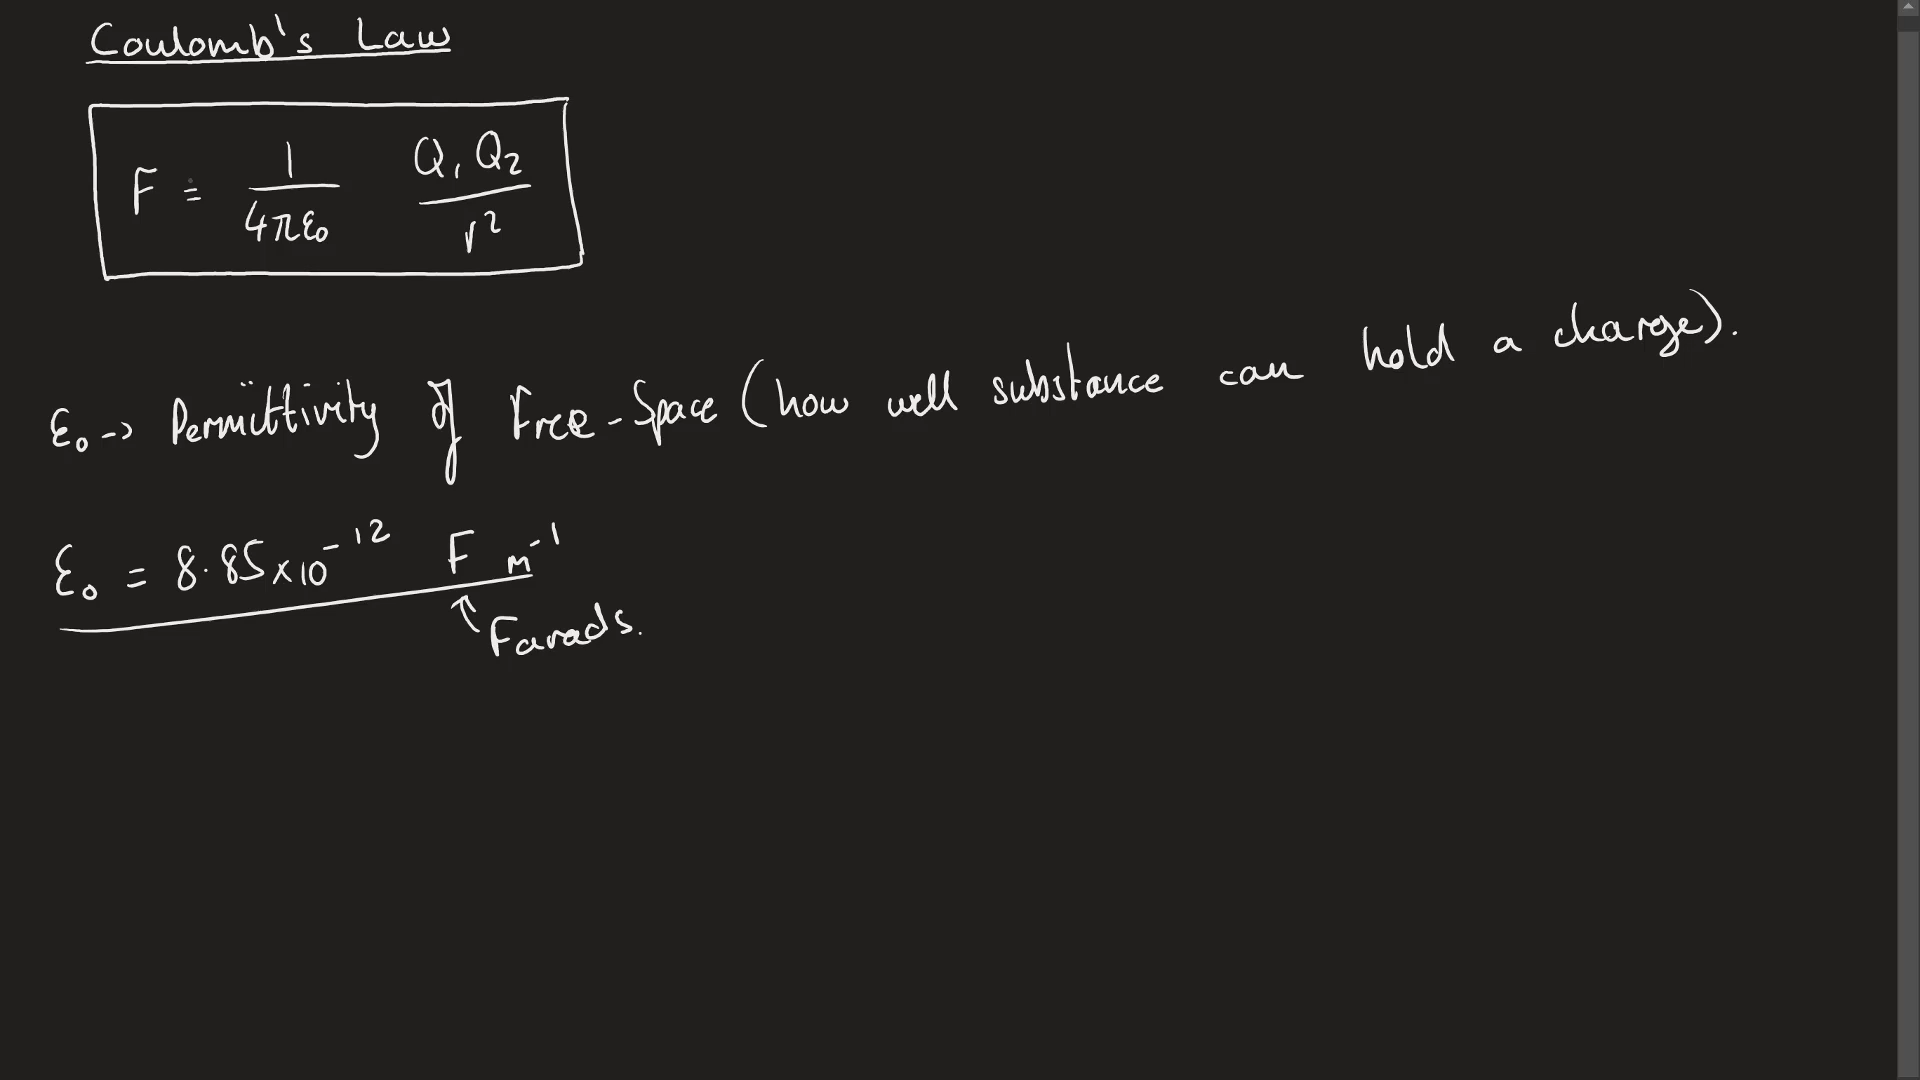 Coulomb's Law
F = 1/4πε₀ Q₁Q₂/r²
ε₀ → Permittivity of Free-Space (how well substance can hold a charge).
ε₀ = 8.85×10⁻¹² F m⁻¹
↑ Farads.